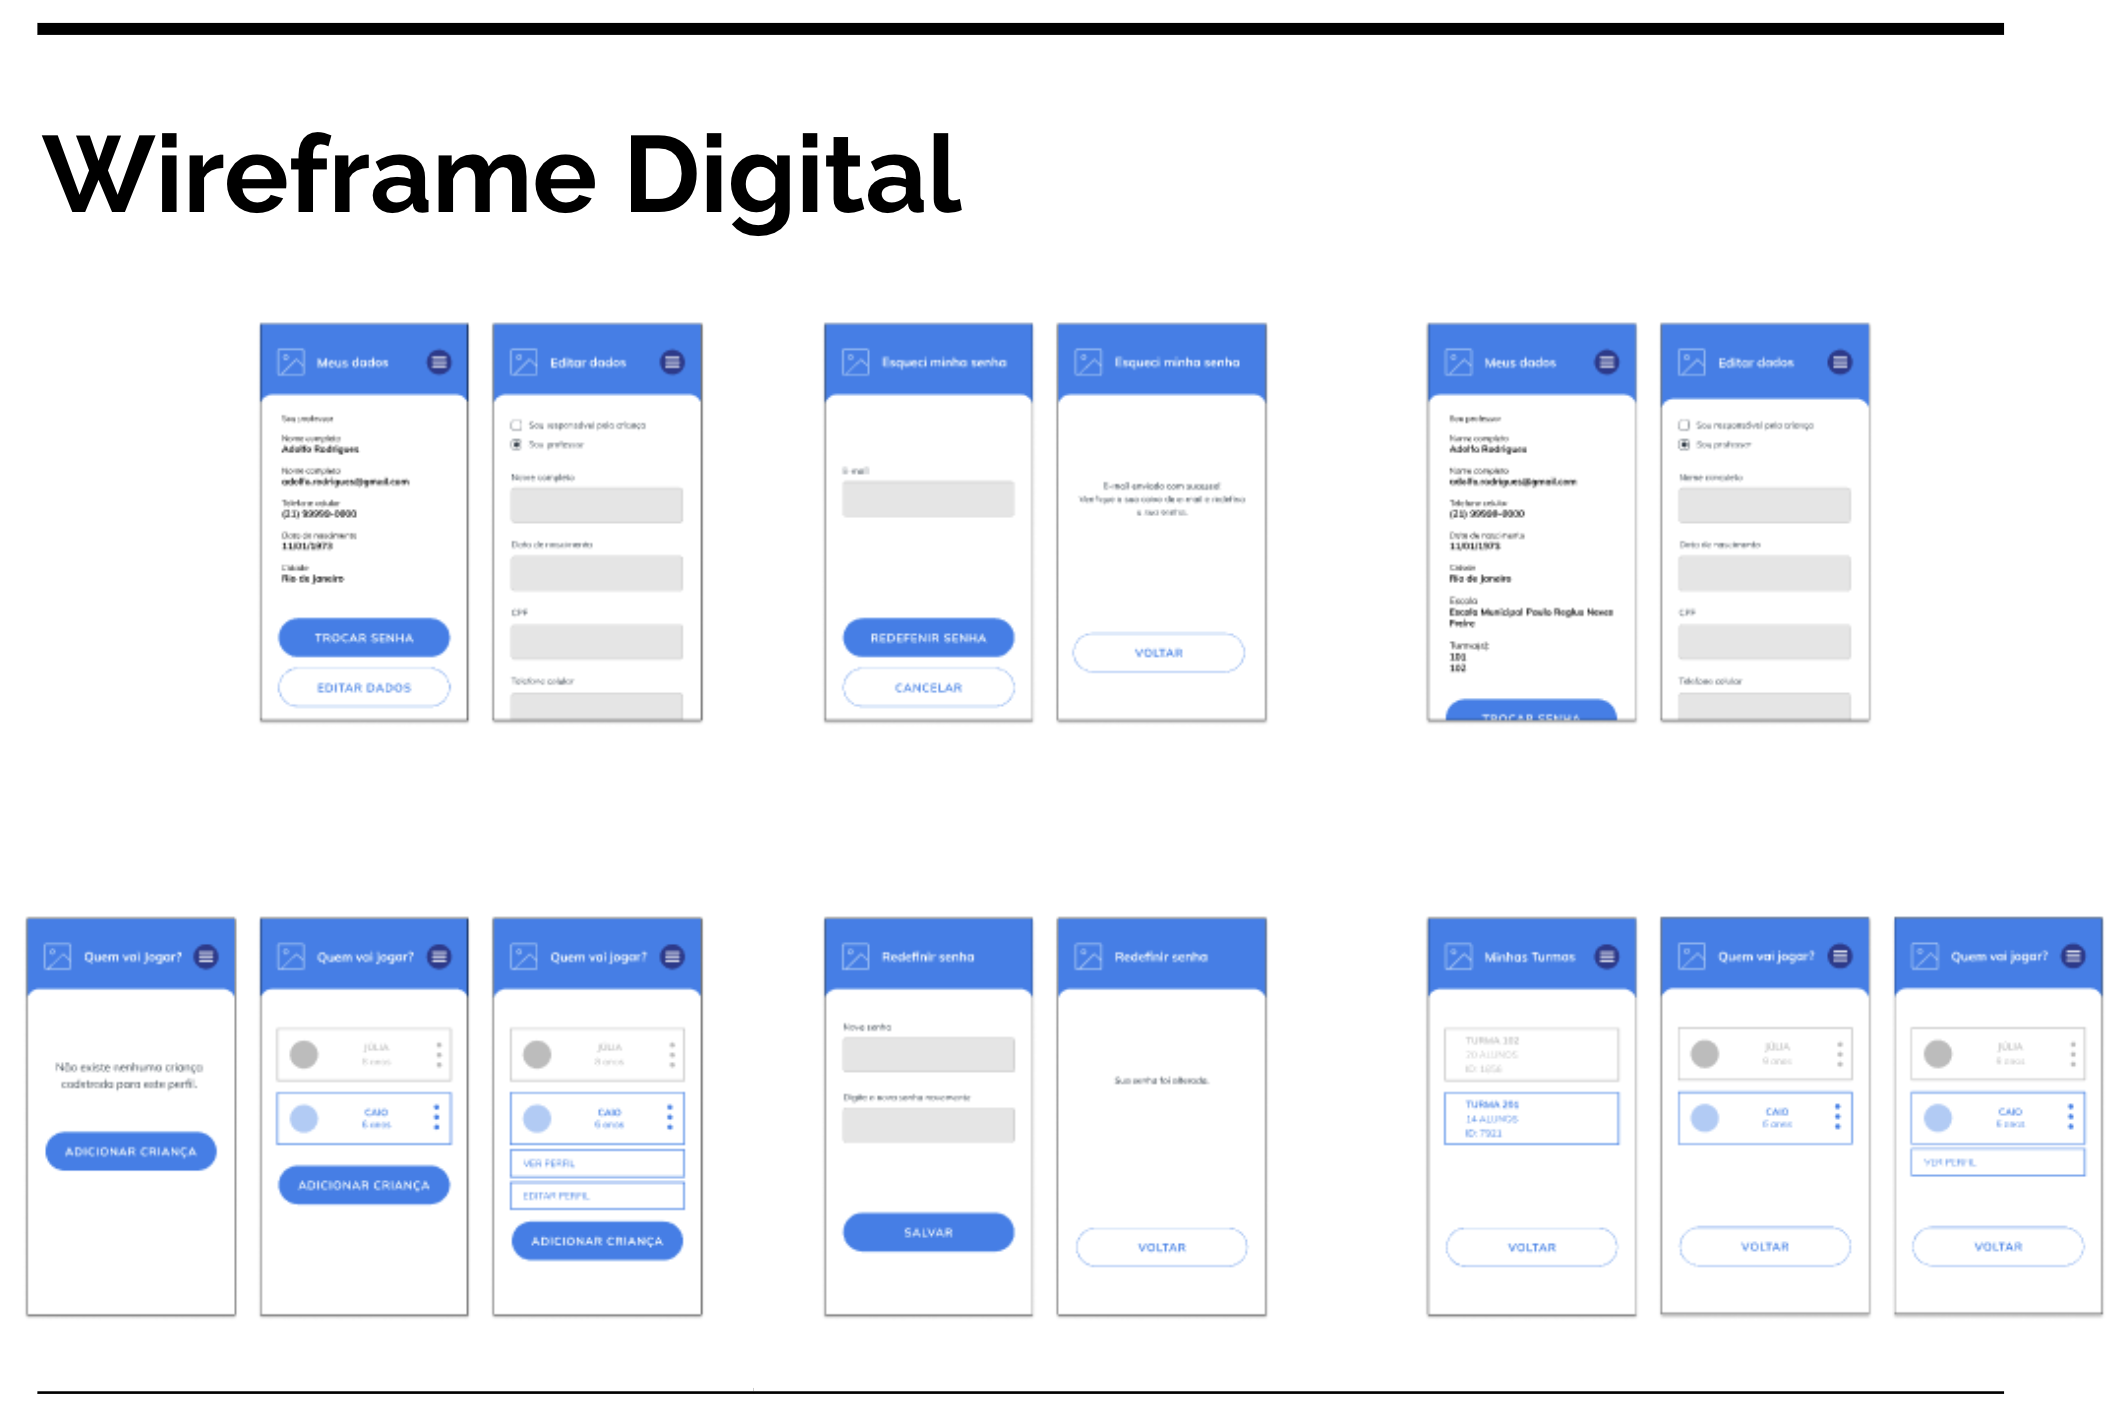 Wireframe Digital
Meus dados
Sou professor
Nome completo
Adolfo Rodrigues
Nome completo
adolfo.rodrigues@gmail.com
Telefone celular
(21) 99999-0000
Data de nascimento
11/01/1973
Cidade
Rio de Janeiro
TROCAR SENHA
EDITAR DADOS
Editar dados
Sou responsável pela criança
Sou professor
Nome completo
Data de nascimento
CPF
Telefone celular
Esqueci minha senha
E-mail
REDEFENIR SENHA
CANCELAR
Esqueci minha senha
E-mail enviado com sucesso!
Verifique a sua caixa de e-mail e redefina
a sua senha.
VOLTAR
Meus dados
Sou professor
Nome completo
Adolfo Rodrigues
Nome completo
adolfo.rodrigues@gmail.com
Telefone celular
(21) 99999-0000
Data de nascimento
11/01/1973
Cidade
Rio de Janeiro
Escola
Escola Municipal Paulo Reglus Neves
Freire
Turma(s):
101
102
TROCAR SENHA
Editar dados
Sou responsável pela criança
Sou professor
Nome completo
Data de nascimento
CPF
Telefone celular
Quem vai jogar?
Não existe nenhuma criança
cadstrada para este perfil.
ADICIONAR CRIANÇA
Quem vai jogar?
JÚLIA
anos
CAIO
6 anos
ADICIONAR CRIANÇA
Quem vai jogar?
JÚLIA
anos
CAIO
6 anos
VER PERFIL
EDITAR PERFIL
ADICIONAR CRIANÇA
Redefinir senha
Nova senha
Digite a nova senha novamente
SALVAR
Redefinir senha
Sua senha foi alterada.
VOLTAR
Minhas Turmas
TURMA 102
20 ALUNOS
ID: 1656
TURMA 201
14 ALUNOS
ID: 7921
VOLTAR
Quem vai jogar?
JÚLIA
anos
CAIO
6 anos
VOLTAR
Quem vai jogar?
JÚLIA
anos
CAIO
6 anos
VER PERFIL
VOLTAR